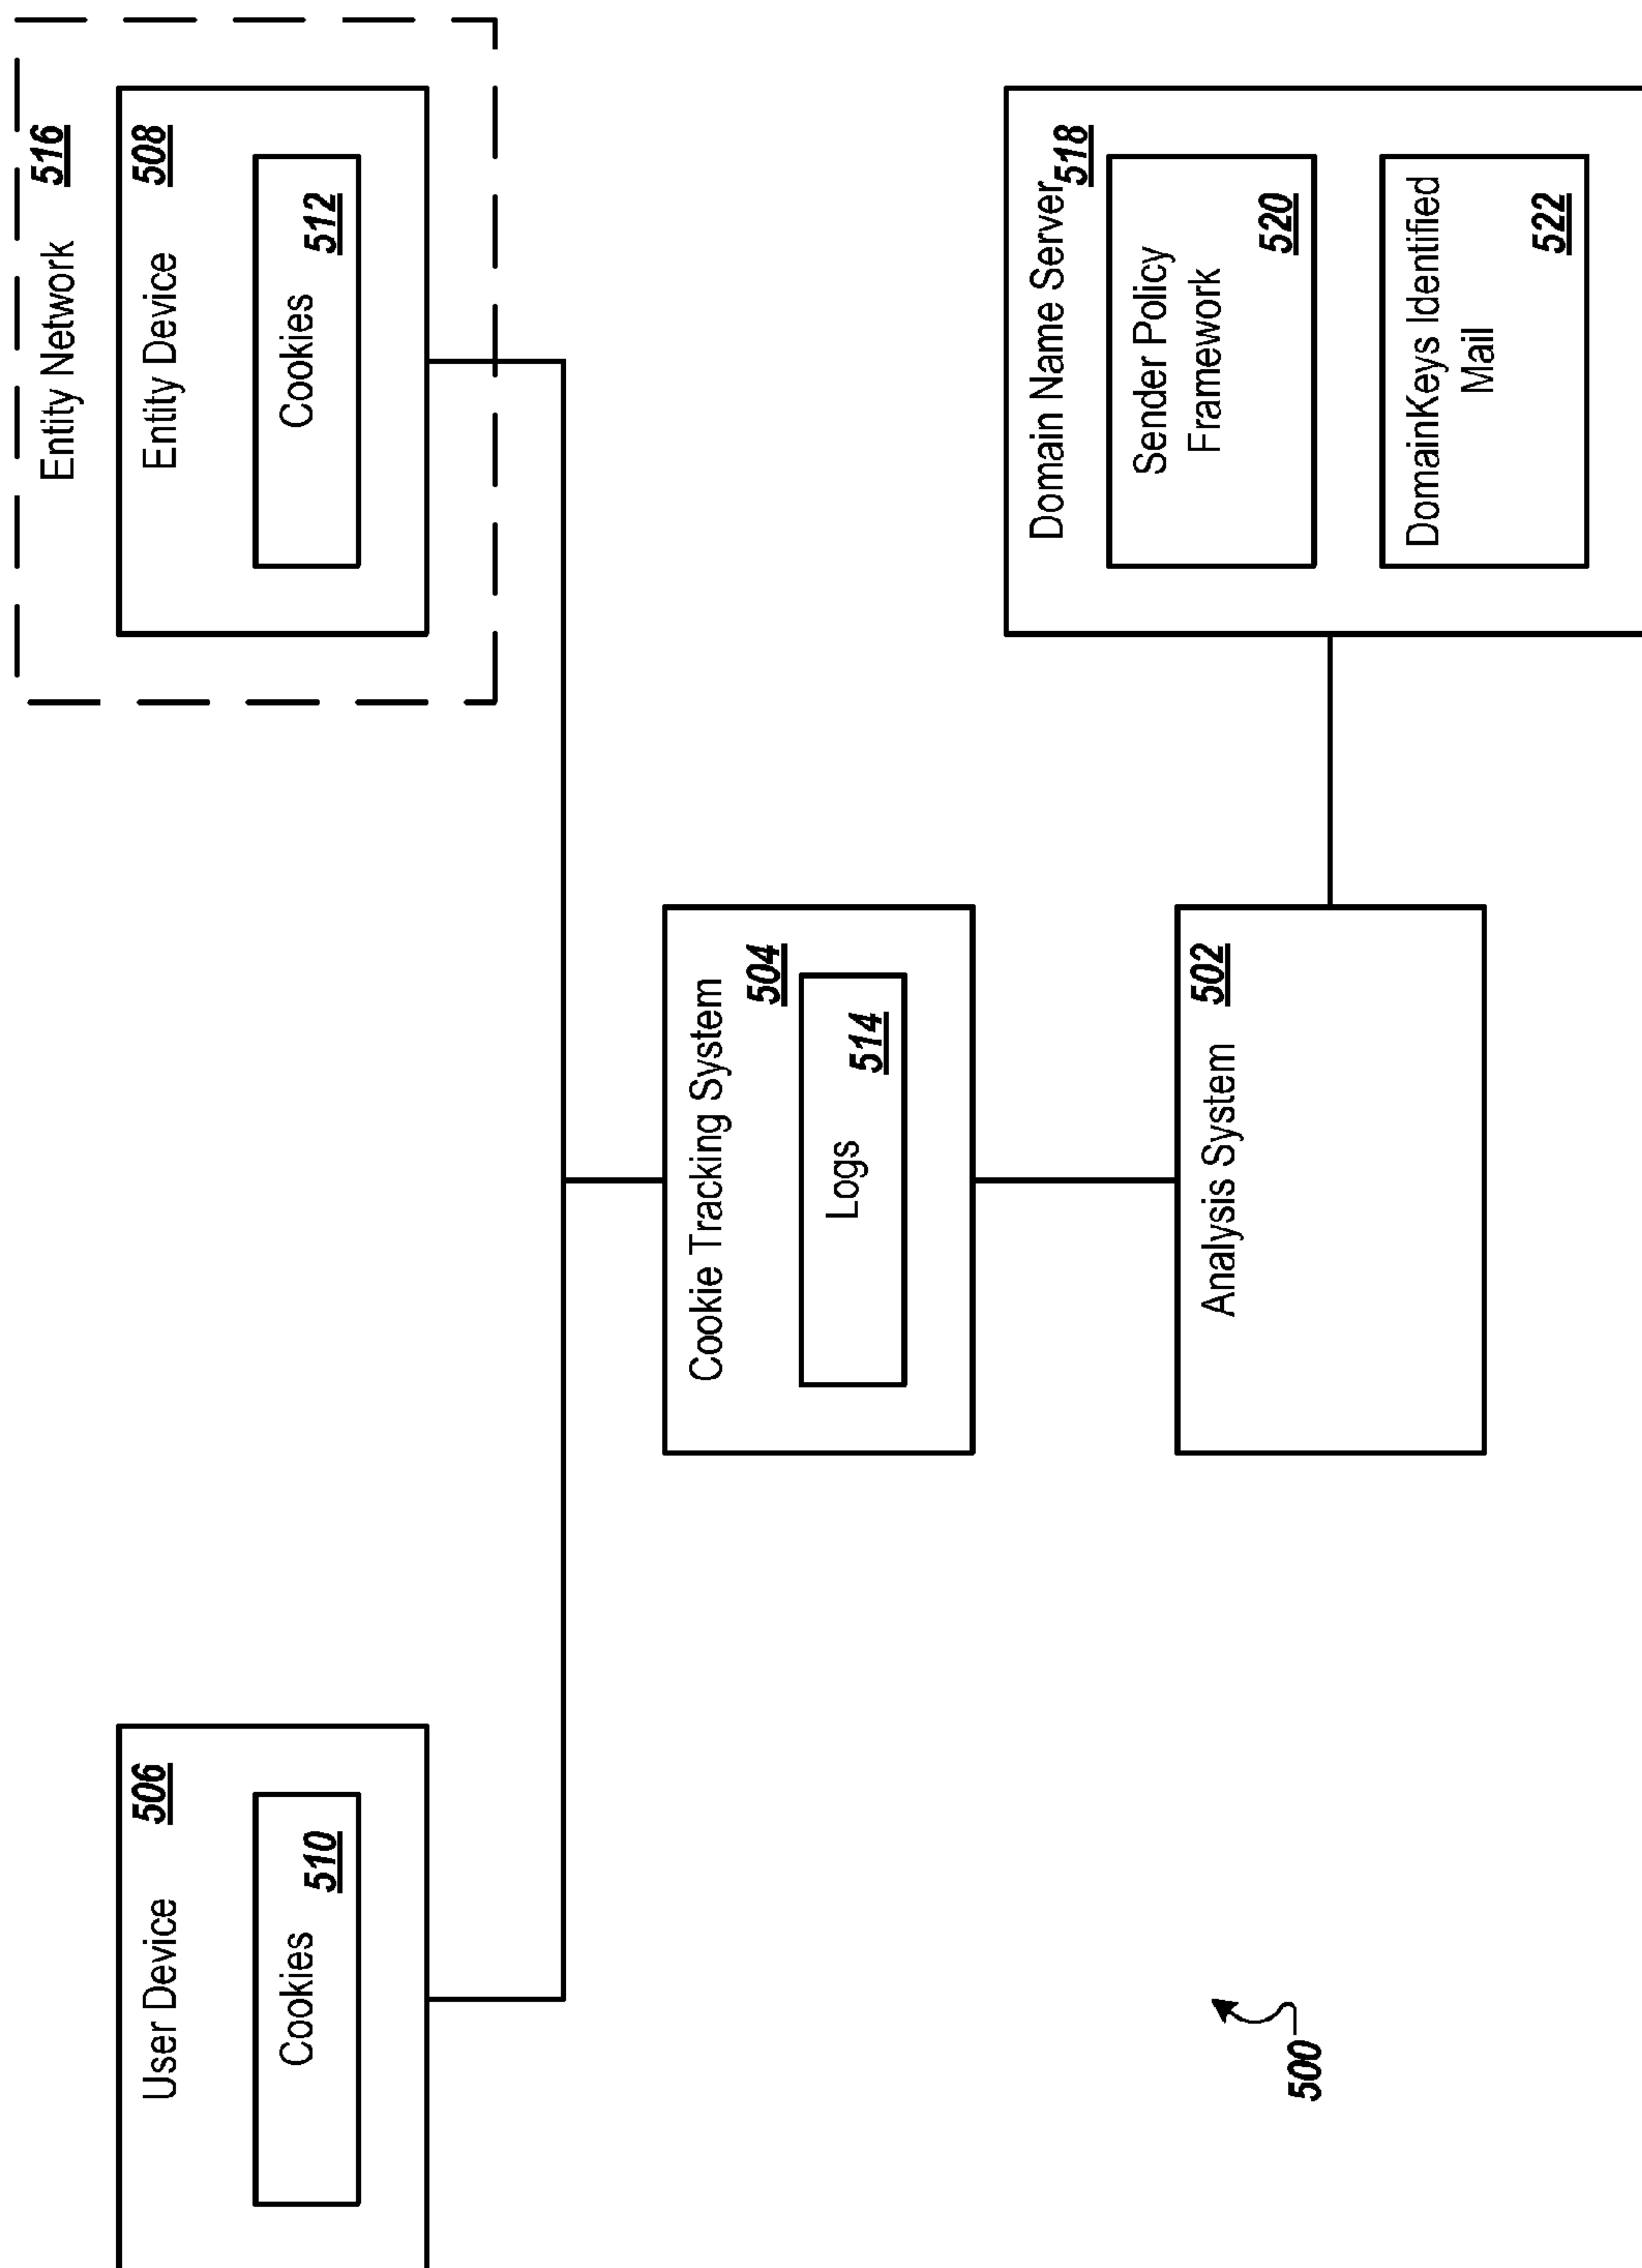 User Device 506
Cookies
510
Entity Network 516
Entity Device 508
Cookies
512
Cookie Tracking System
504
Logs
514
Analysis System 502
Domain Name Server
518
Sender Policy
Framework
520
DomainKeys Identified
Mail
522
500